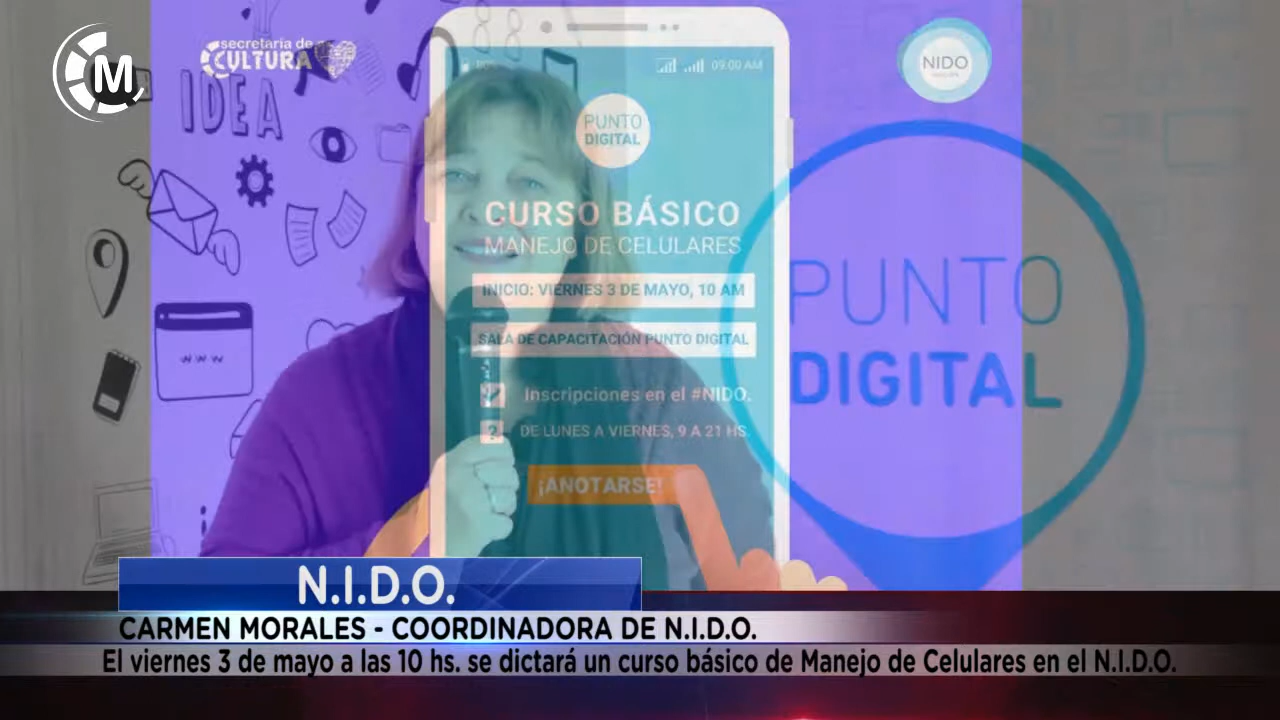 M
secretaría de
CULTURA
IDEA
NIDO
09:00 AM
PUNTO
DIGITAL
CURSO BÁSICO
MANEJO DE CELULARES
INICIO: VIERNES 3 DE MAYO, 10 AM
SALA DE CAPACITACIÓN PUNTO DIGITAL
Inscripciones en el #NIDO.
? DE LUNES A VIERNES, 9 A 21 HS.
¡ANOTARSE!
PUNTO
DIGITAL
www
N.I.D.O.
CARMEN MORALES - COORDINADORA DE N.I.D.O.
El viernes 3 de mayo a las 10 hs. se dictará un curso básico de Manejo de Celulares en el N.I.D.O.